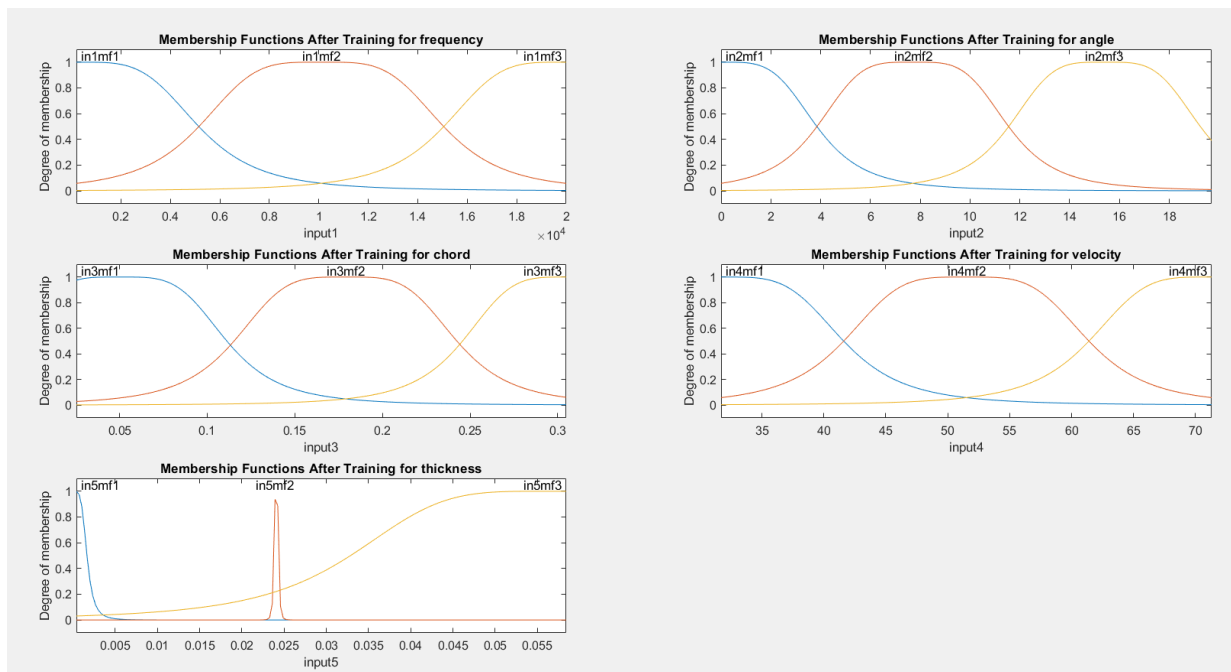 Membership Functions After Training for frequency
in1mf1 in1mf2 in1mf3
1
0.8
0.6
0.4
0.2
0
Degree of membership
0.2 0.4 0.6 0.8 1 1.2 1.4 1.6 1.8 2
×10^4
input1
Membership Functions After Training for angle
in2mf1 in2mf2 in2mf3
1
0.8
0.6
0.4
0.2
0
Degree of membership
0 2 4 6 8 10 12 14 16 18
input2
Membership Functions After Training for chord
in3mf1 in3mf2 in3mf3
1
0.8
0.6
0.4
0.2
0
Degree of membership
0.05 0.1 0.15 0.2 0.25 0.3
input3
Membership Functions After Training for velocity
in4mf1 in4mf2 in4mf3
1
0.8
0.6
0.4
0.2
0
Degree of membership
35 40 45 50 55 60 65 70
input4
Membership Functions After Training for thickness
in5mf1 in5mf2 in5mf3
1
0.8
0.6
0.4
0.2
0
Degree of membership
0.005 0.01 0.015 0.02 0.025 0.03 0.035 0.04 0.045 0.05 0.055
input5